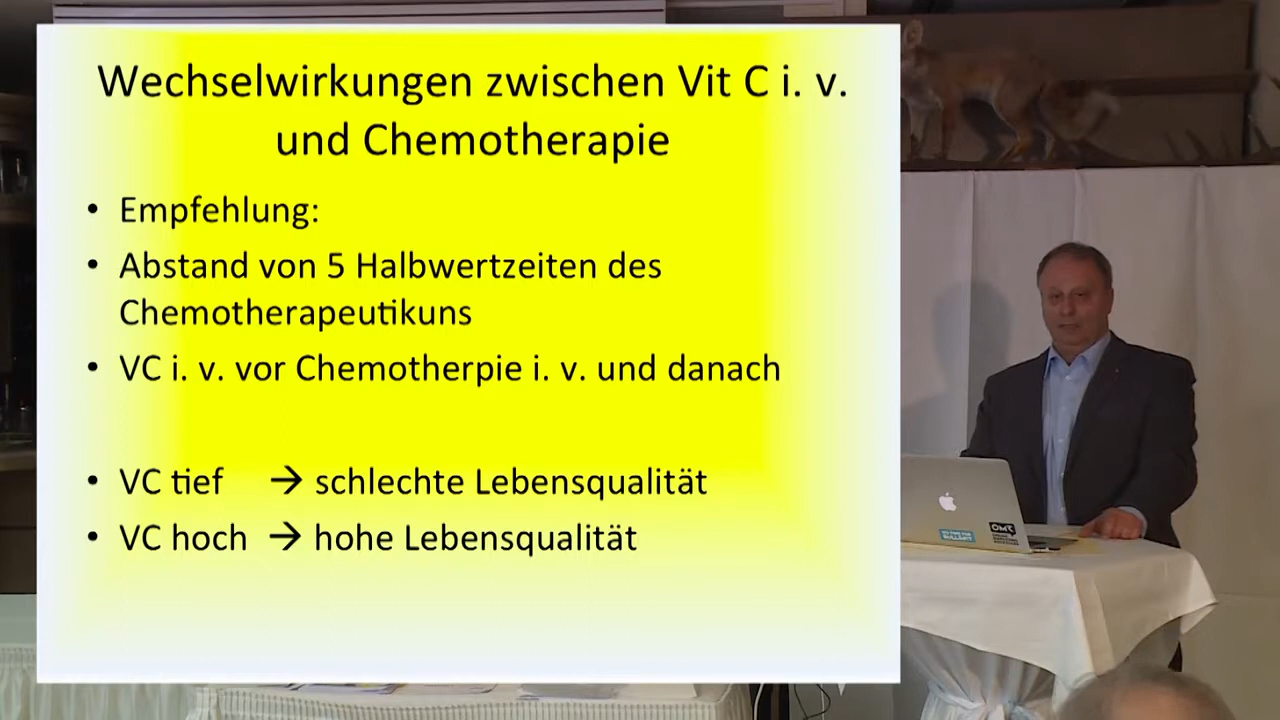 Wechselwirkungen zwischen Vit C i. v.
und Chemotherapie
• Empfehlung:
• Abstand von 5 Halbwertzeiten des
Chemotherapeutikuns
• VC i. v. vor Chemotherpie i. v. und danach
• VC tief → schlechte Lebensqualität
• VC hoch → hohe Lebensqualität
OMR